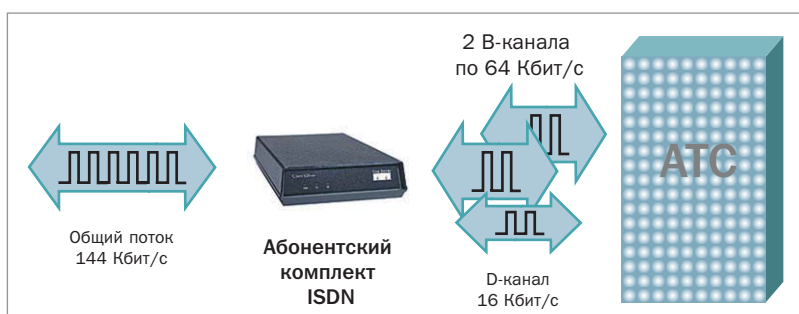 2 В-канала
по 64 Кбит/с
АТС
Общий поток
144 Кбит/с
Абонентский
комплект
ISDN
D-канал
16 Кбит/с